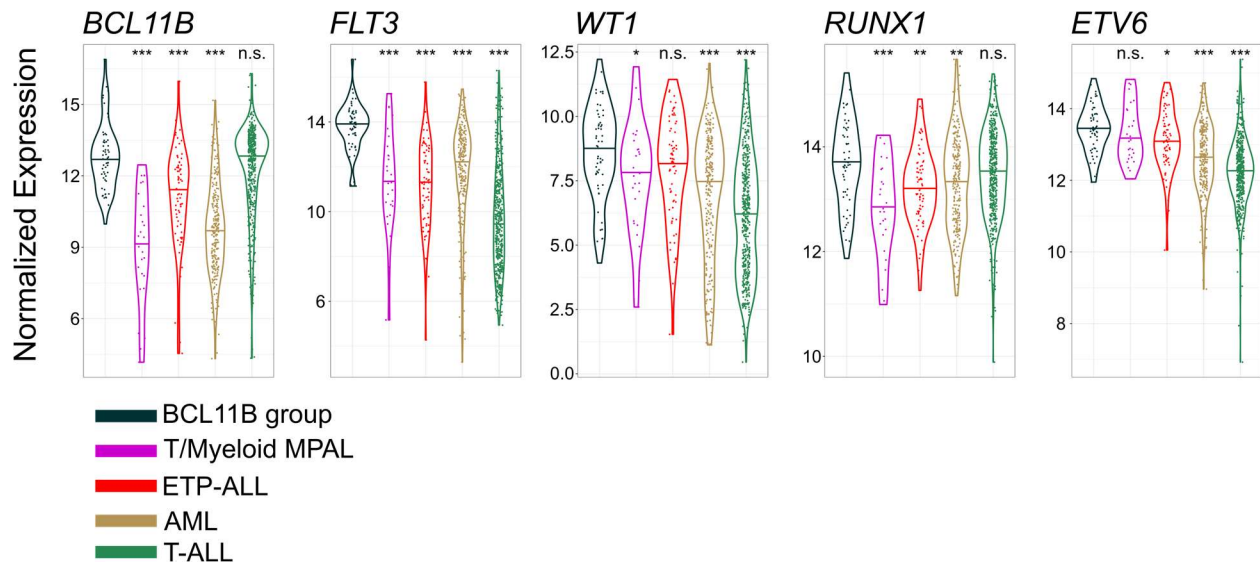 BCL11B FLT3 WT1 RUNX1 ETV6
Normalized Expression
*** *** *** n.s.
15
12
9
6
*** *** *** ***
14
10
6
* n.s. *** ***
12.5
10.0
7.5
5.0
2.5
0.0
*** ** ** n.s.
14
12
10
n.s. * *** ***
14
12
10
8
BCL11B group
T/Myeloid MPAL
ETP-ALL
AML
T-ALL